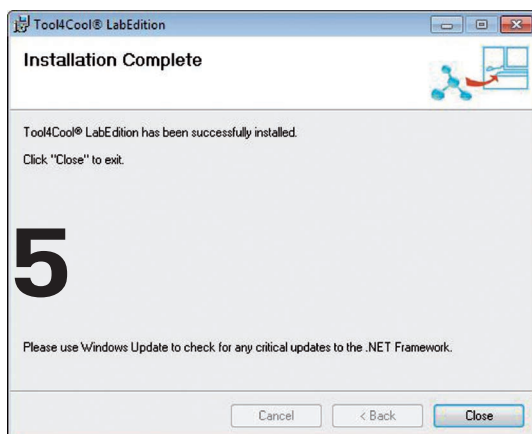 Tool4Cool® LabEdition
Installation Complete
Tool4Cool® LabEdition has been successfully installed.
Click "Close" to exit.
5
Please use Windows Update to check for any critical updates to the .NET Framework.
Cancel
< Back
Close